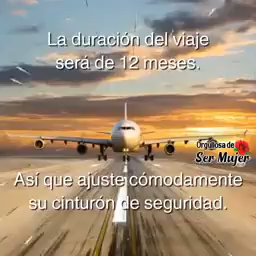 La duración del viaje
será de 12 meses.
Orgullosa de
Ser Mujer
Así que ajuste cómodamente
su cinturón de seguridad.